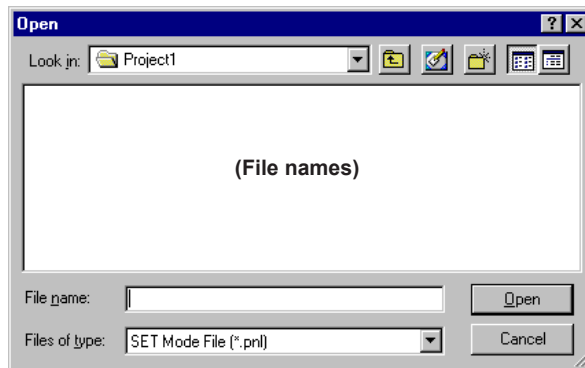 Open
Look in: Project1
(File names)
File name:
Open
Files of type: SET Mode File (*.pnl)
Cancel